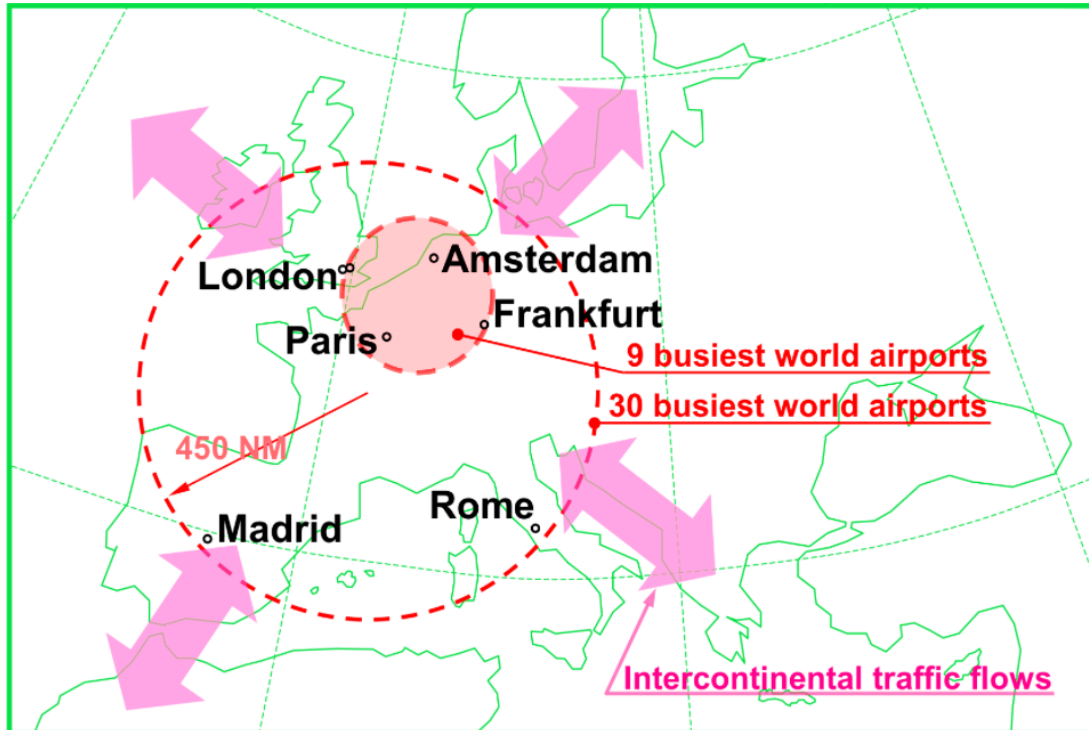 London
Amsterdam
Paris
Frankfurt
9 busiest world airports
30 busiest world airports
450 NM
Madrid
Rome
Intercontinental traffic flows